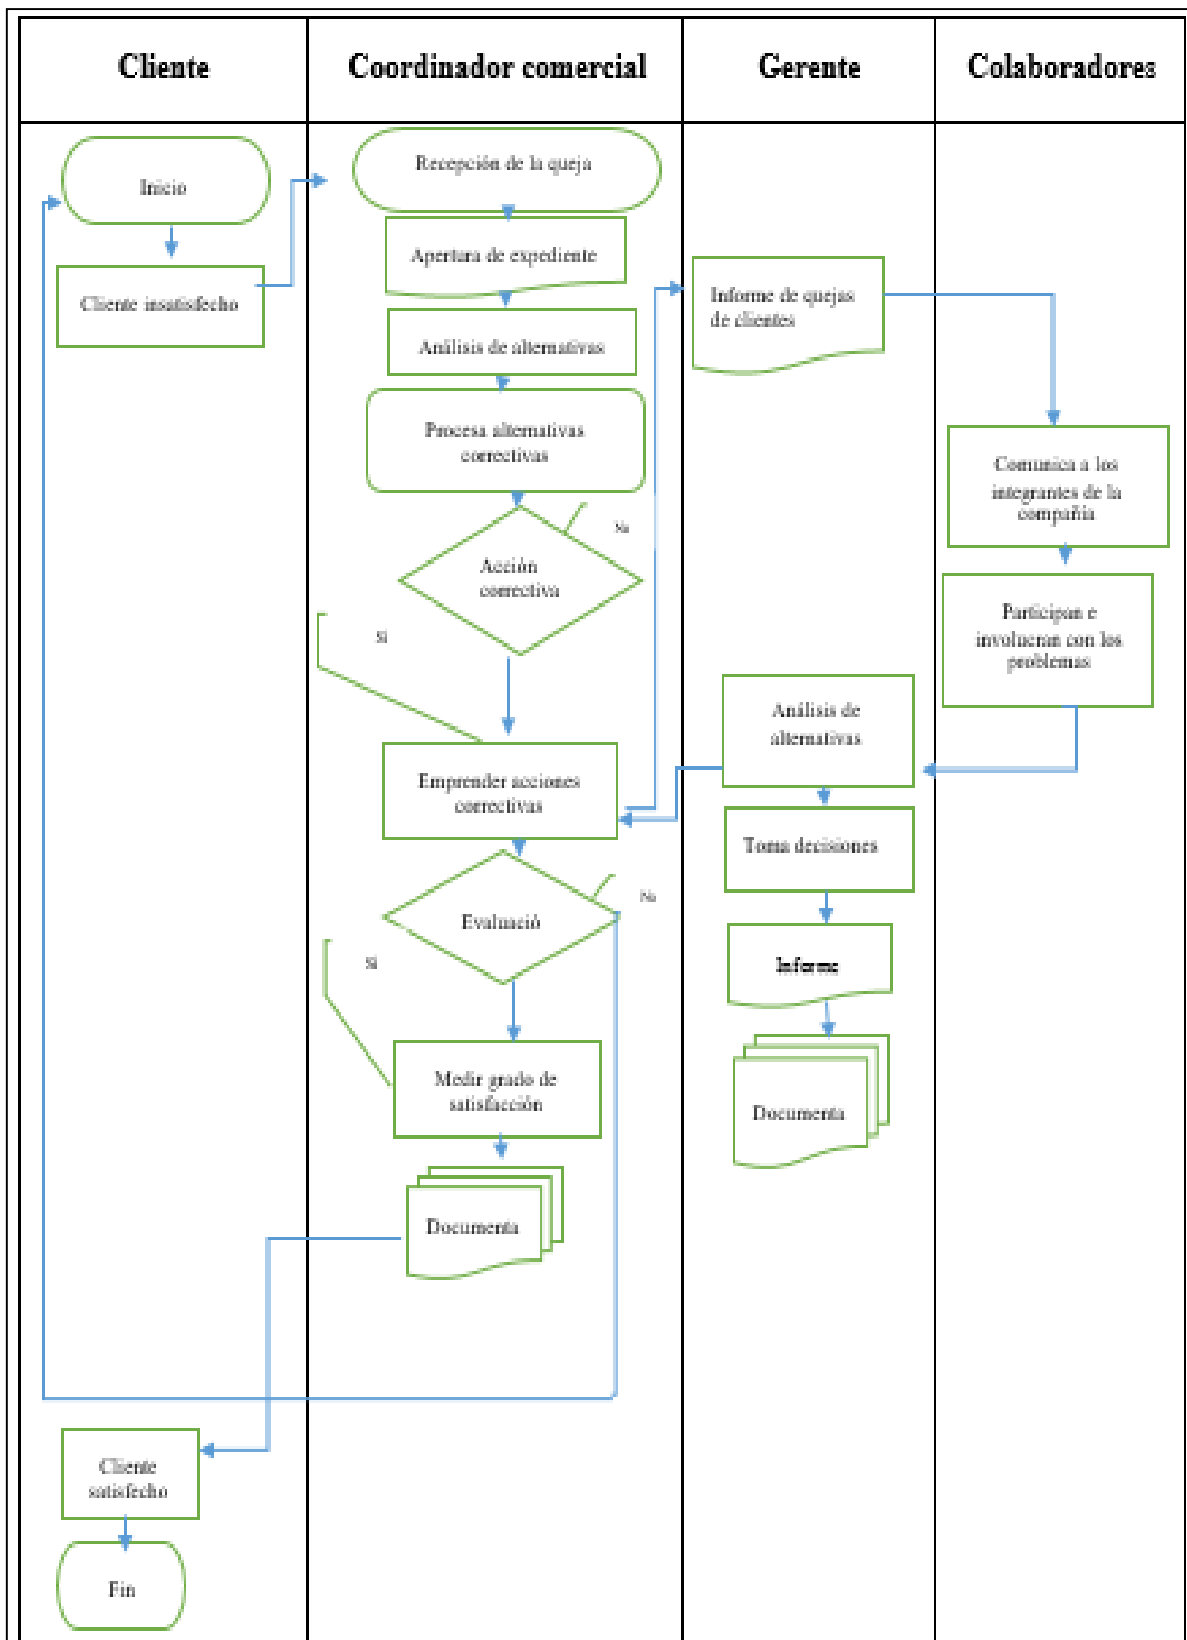 Cliente
Coordinador comercial
Gerente
Colaboradores
Inicio
Cliente insatisfecho
Recepción de la queja
Apertura de expediente
Análisis de alternativas
Procesa alternativas
correctivas
No
Acción
correctiva
Si
Emprender acciones
correctivas
No
Evaluació
Si
Medir grado de
satisfacción
Documenta
Informe de quejas
de clientes
Comunica a los
integrantes de la
compañía
Participan e
involucran con los
problemas
Análisis de
alternativas
Toma decisiones
Informe
Documenta
Cliente
satisfecho
Fin